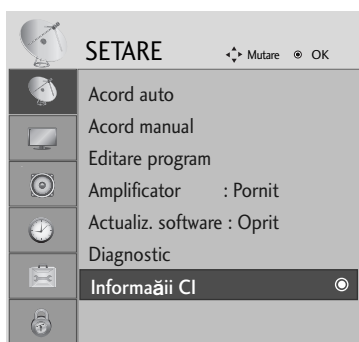 SETARE
Mutare OK
Acord auto
Acord manual
Editare program
Amplificator : Pornit
Actualiz. software : Oprit
Diagnostic
Informaăii CI